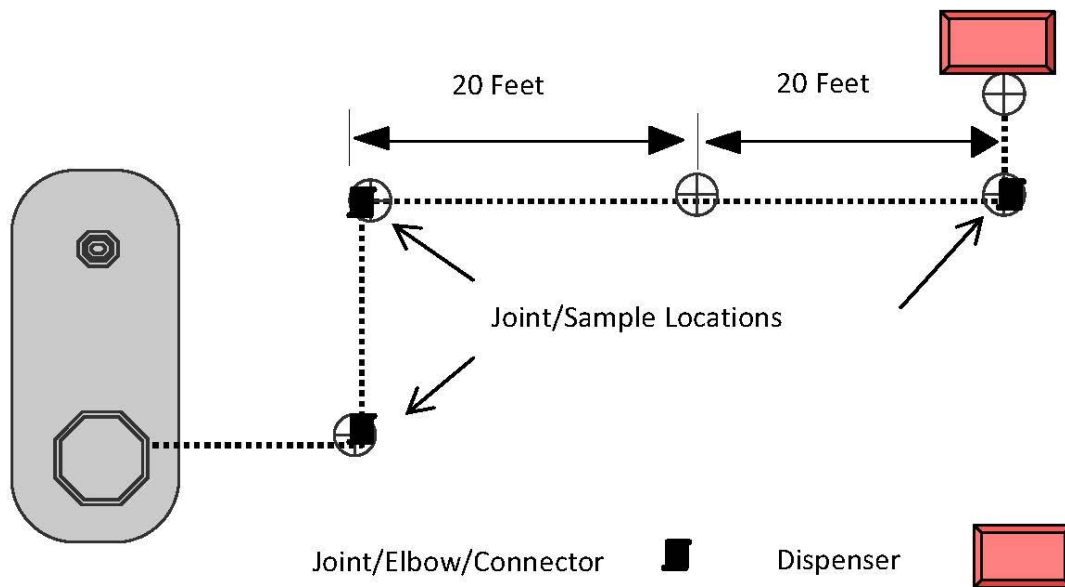 20 Feet
20 Feet
Joint/Sample Locations
Joint/Elbow/Connector
Dispenser